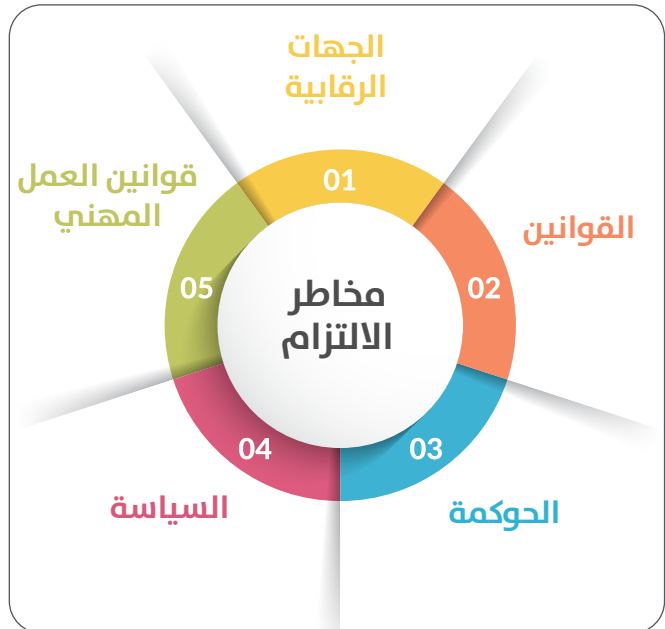 الجهات
الرقابية
01
قوانين العمل
المهني
القوانين
02
05
مخاطر
الالتزام
03
04
الحوكمة
السياسة